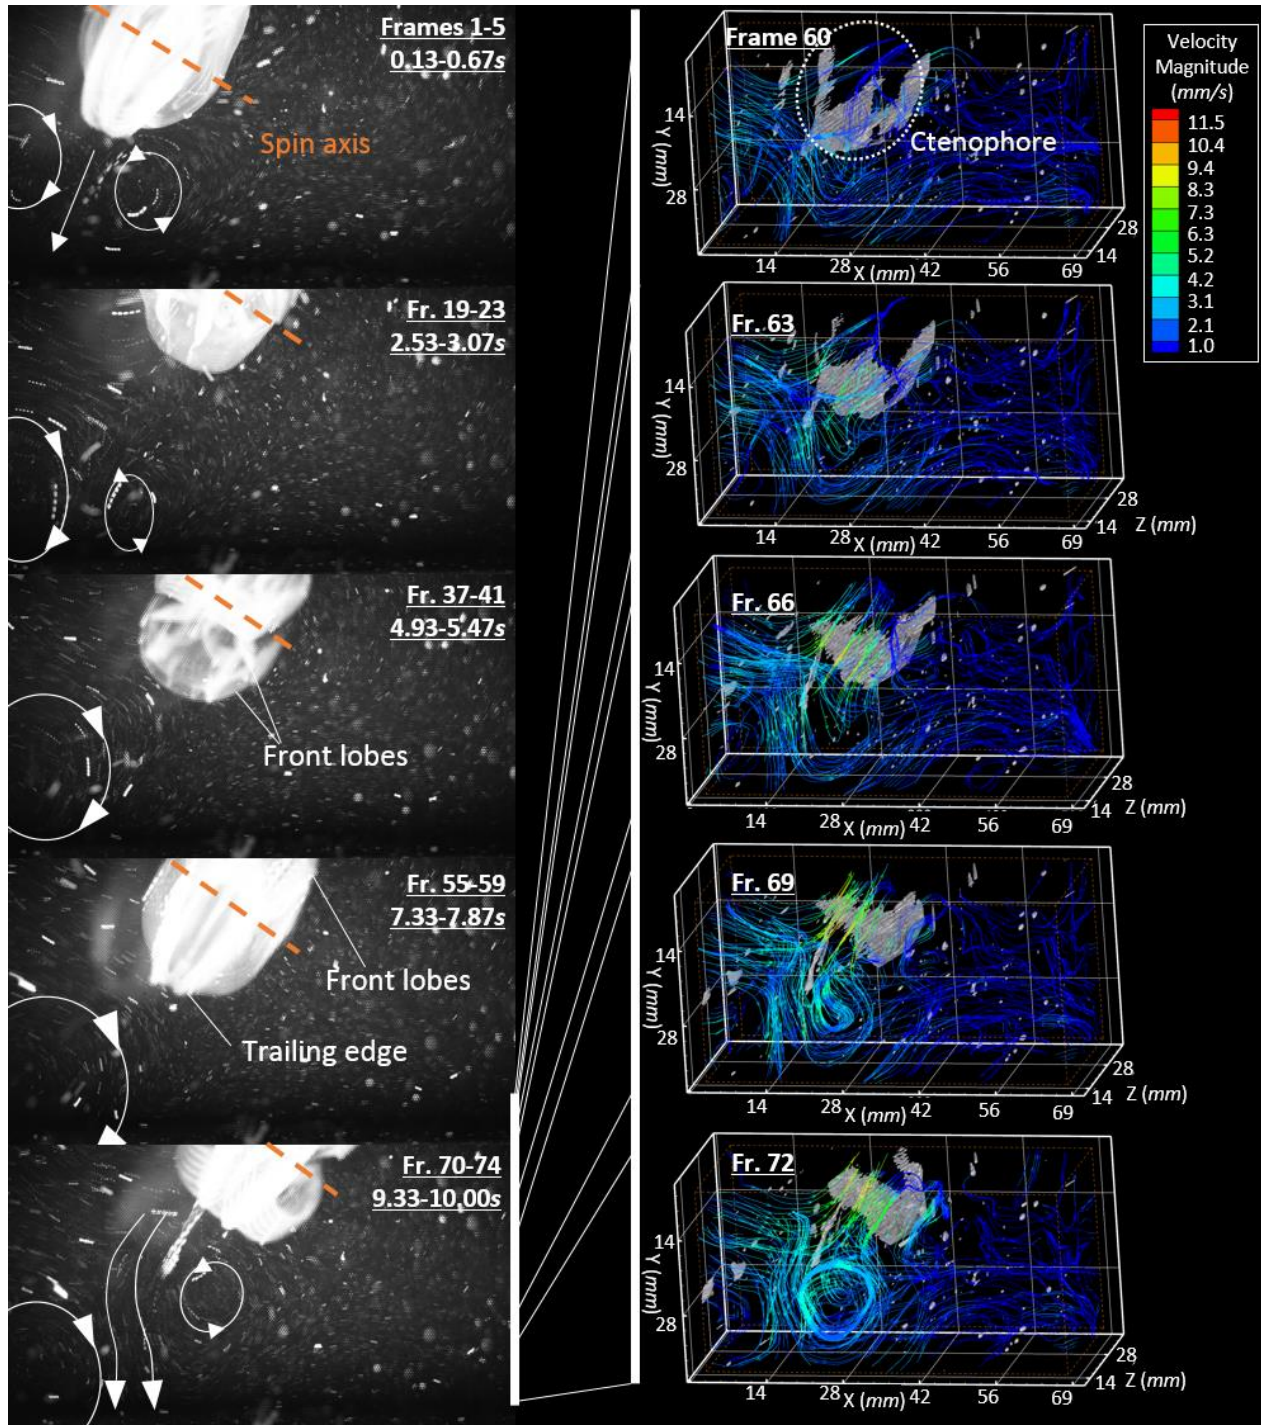 Frames 1-5
0.13-0.67s
Spin axis
Fr. 19-23
2.53-3.07s
Fr. 37-41
4.93-5.47s
Front lobes
Fr. 55-59
7.33-7.87s
Front lobes
Trailing edge
Fr. 70-74
9.33-10.00s
Frame 60
Ctenophore
14
28
Y (mm)
14
28
X (mm)
42
56
69
14
28
Velocity
Magnitude
(mm/s)
11.5
10.4
9.4
8.3
7.3
6.3
5.2
4.2
3.1
2.1
1.0
Fr. 63
14
28
Y (mm)
14
28
X (mm)
42
56
69
14
28
Z (mm)
Fr. 66
14
28
Y (mm)
14
28
X (mm)
42
56
69
14
28
Z (mm)
Fr. 69
14
28
Y (mm)
14
28
X (mm)
42
56
69
14
28
Z (mm)
Fr. 72
14
28
Y (mm)
14
28
X (mm)
42
56
69
14
28
Z (mm)